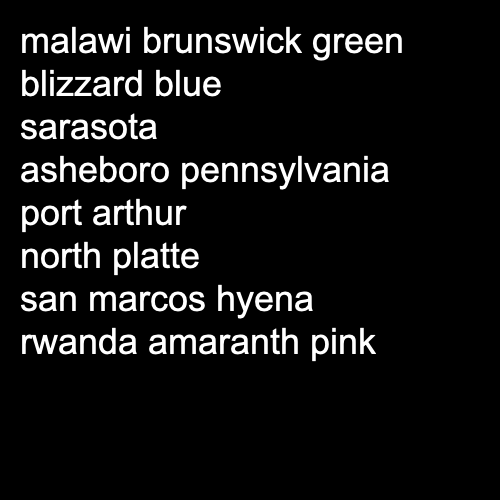 malawi brunswick green
blizzard blue
sarasota
asheboro pennsylvania
port arthur
north platte
san marcos hyena
rwanda amaranth pink